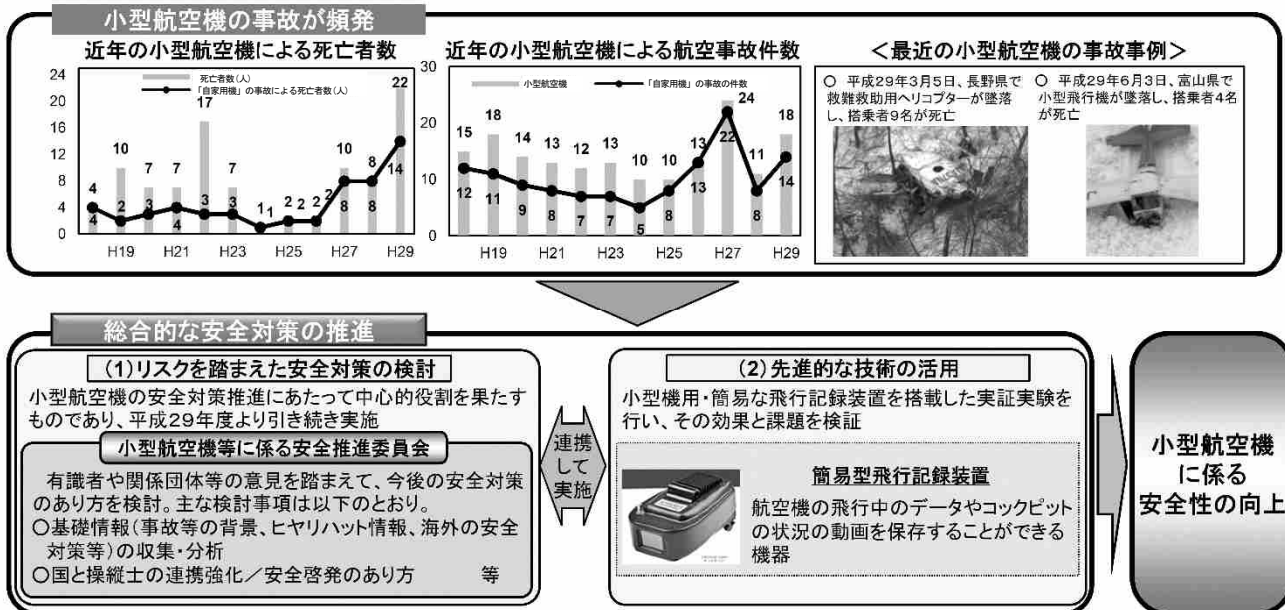 小型航空機の事故が頻発
近年の小型航空機による死亡者数
24
20
16
12
8
4
0
死亡者数(人)
「自家用機」の事故による死亡者数(人)
4
10
7
7
17
7
1
2
2
10
8
22
4
2
3
4
3
3
1
2
2
8
8
14
H19
H21
H23
H25
H27
H29
近年の小型航空機による航空事故件数
30
20
10
0
小型航空機
「自家用機」の事故の件数
15
18
14
13
12
13
10
10
13
24
11
18
12
11
9
8
7
7
5
8
13
22
8
14
H19
H21
H23
H25
H27
H29
<最近の小型航空機の事故事例>
○ 平成29年3月5日、長野県で
救難救助用ヘリコプターが墜落
し、搭乗者9名が死亡
○ 平成29年6月3日、富山県で
小型飛行機が墜落し、搭乗者4名
が死亡
総合的な安全対策の推進
(1)リスクを踏まえた安全対策の検討
小型航空機の安全対策推進にあたって中心的役割を果たす
ものであり、平成29年度より引き続き実施
小型航空機等に係る安全推進委員会
有識者や関係団体等の意見を踏まえて、今後の安全対策
のあり方を検討。主な検討事項は以下のとおり。
○基礎情報(事故等の背景、ヒヤリハット情報、海外の安全
対策等)の収集・分析
○国と操縦士の連携強化/安全啓発のあり方 等
連携
して
実施
(2)先進的な技術の活用
小型機用・簡易な飛行記録装置を搭載した実証実験を
行い、その効果と課題を検証
簡易型飛行記録装置
航空機の飛行中のデータやコックピット
の状況の動画を保存することができる
機器
小型航空機
に係る
安全性の向上